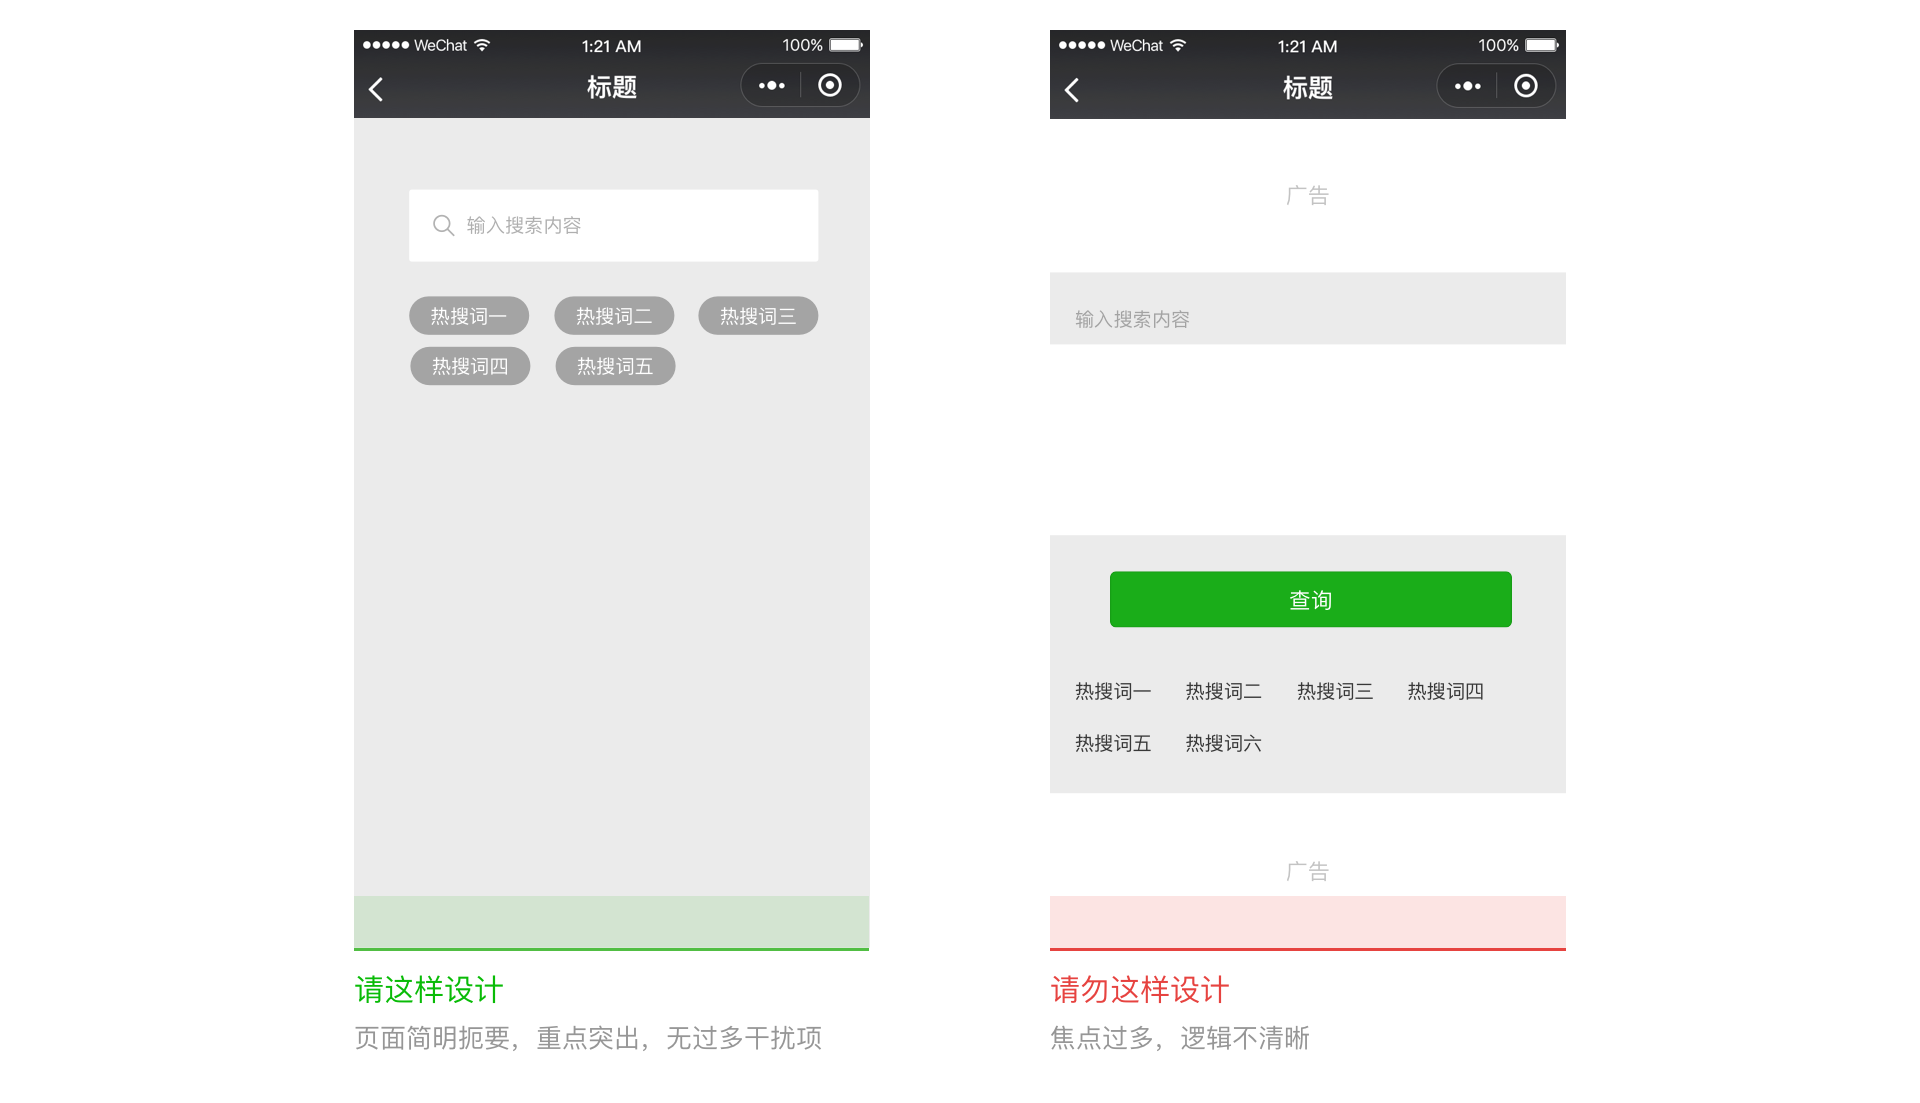 WeChat 1:21 AM 100%
标题
输入搜索内容
热搜词一 热搜词二 热搜词三
热搜词四 热搜词五
请这样设计
页面简明扼要，重点突出，无过多干扰项
WeChat 1:21 AM 100%
标题
广告
输入搜索内容
查询
热搜词一 热搜词二 热搜词三 热搜词四
热搜词五 热搜词六
广告
请勿这样设计
焦点过多，逻辑不清晰